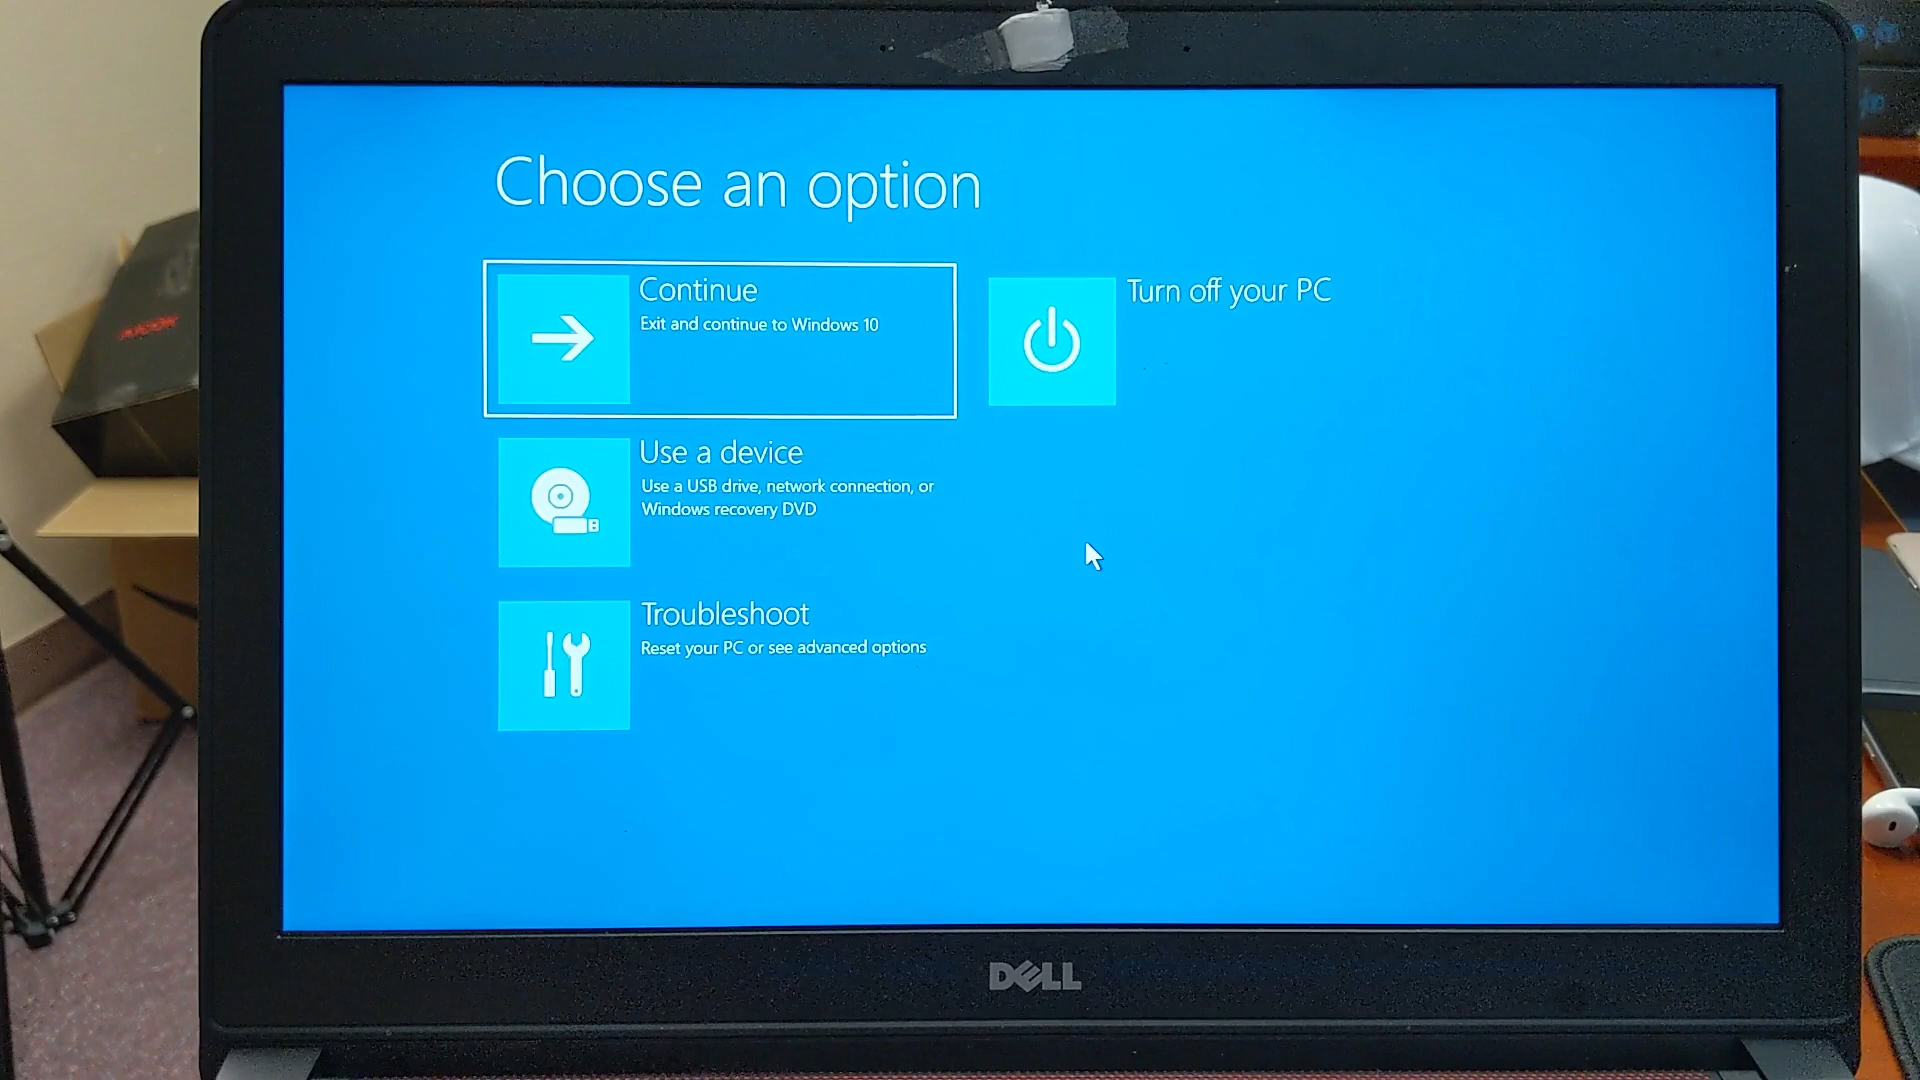 Choose an option
Continue
Exit and continue to Windows 10
Turn off your PC
Use a device
Use a USB drive, network connection, or
Windows recovery DVD
Troubleshoot
Reset your PC or see advanced options
DELL